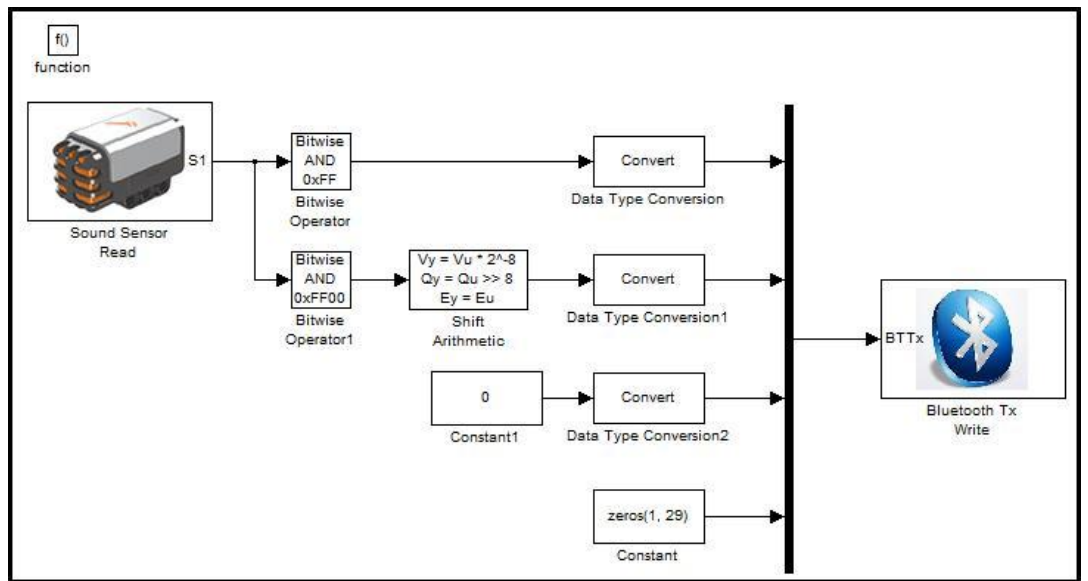 f()
function
S1
Sound Sensor
Read
Bitwise
AND
0xFF
Bitwise
Operator
Convert
Data Type Conversion
Bitwise
AND
0xFF00
Bitwise
Operator1
Vy = Vu * 2^-8
Qy = Qu >> 8
Ey = Eu
Shift
Arithmetic
Convert
Data Type Conversion1
0
Constant1
Convert
Data Type Conversion2
zeros(1, 29)
Constant
BTTx
Bluetooth Tx
Write